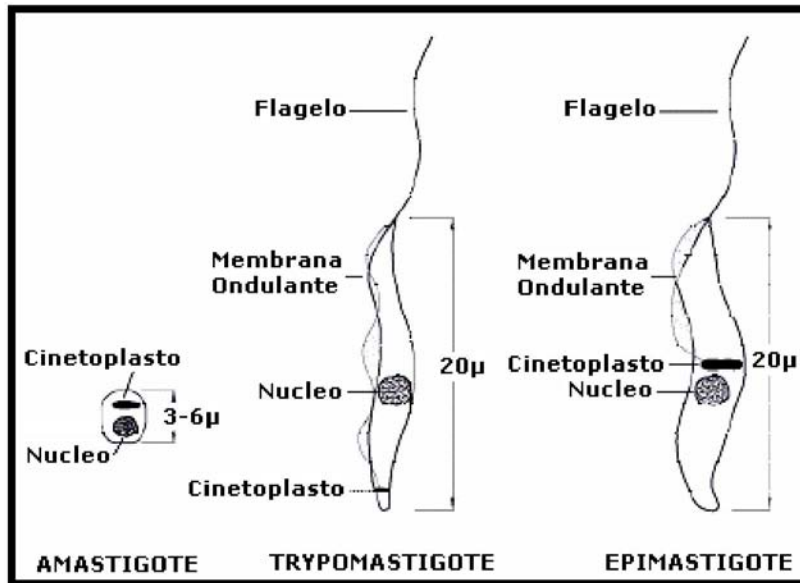 Flagelo
Flagelo
Membrana
Ondulante
Membrana
Ondulante
Cinetoplasto
Cinetoplasto
20µ
20µ
Nucleo
Nucleo
3-6µ
Nucleo
Cinetoplasto
AMASTIGOTE
TRYPOMASTIGOTE
EPIMASTIGOTE